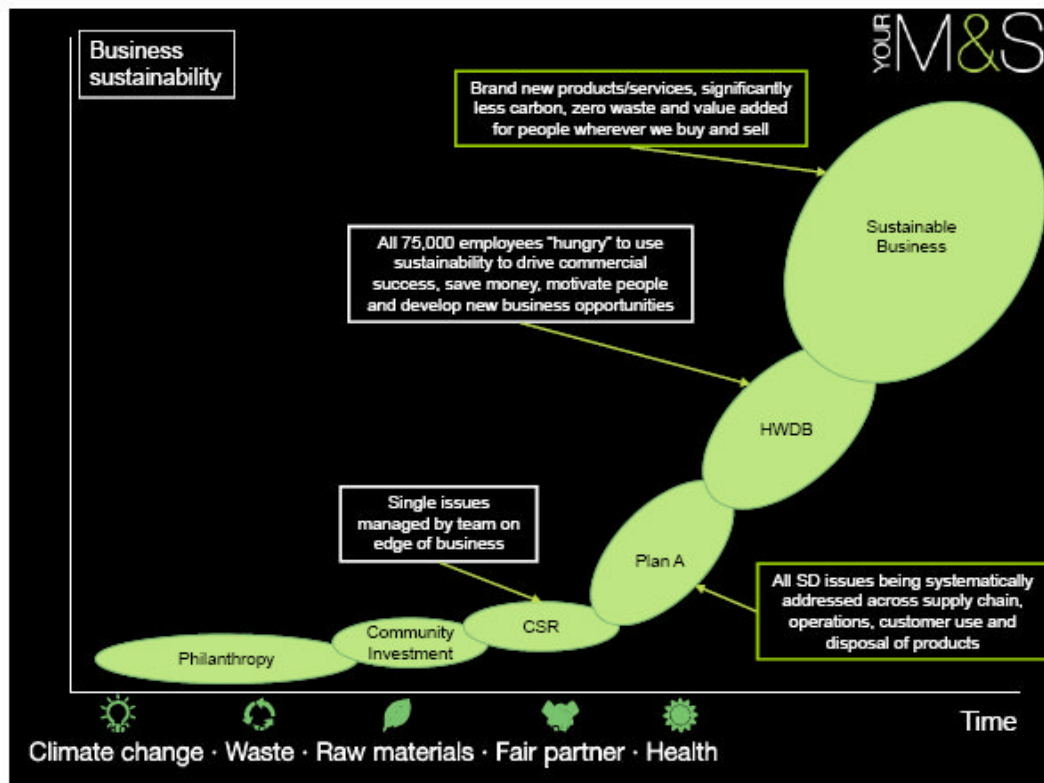 Business
sustainability
YOUR
M&S
Brand new products/services, significantly
less carbon, zero waste and value added
for people wherever we buy and sell
Sustainable
Business
All 75,000 employees "hungry" to use
sustainability to drive commercial
success, save money, motivate people
and develop new business opportunities
HWDB
Single issues
managed by team on
edge of business
Plan A
All SD issues being systematically
addressed across supply chain,
operations, customer use and
disposal of products
CSR
Community
Investment
Philanthropy
Time
Climate change · Waste · Raw materials · Fair partner · Health